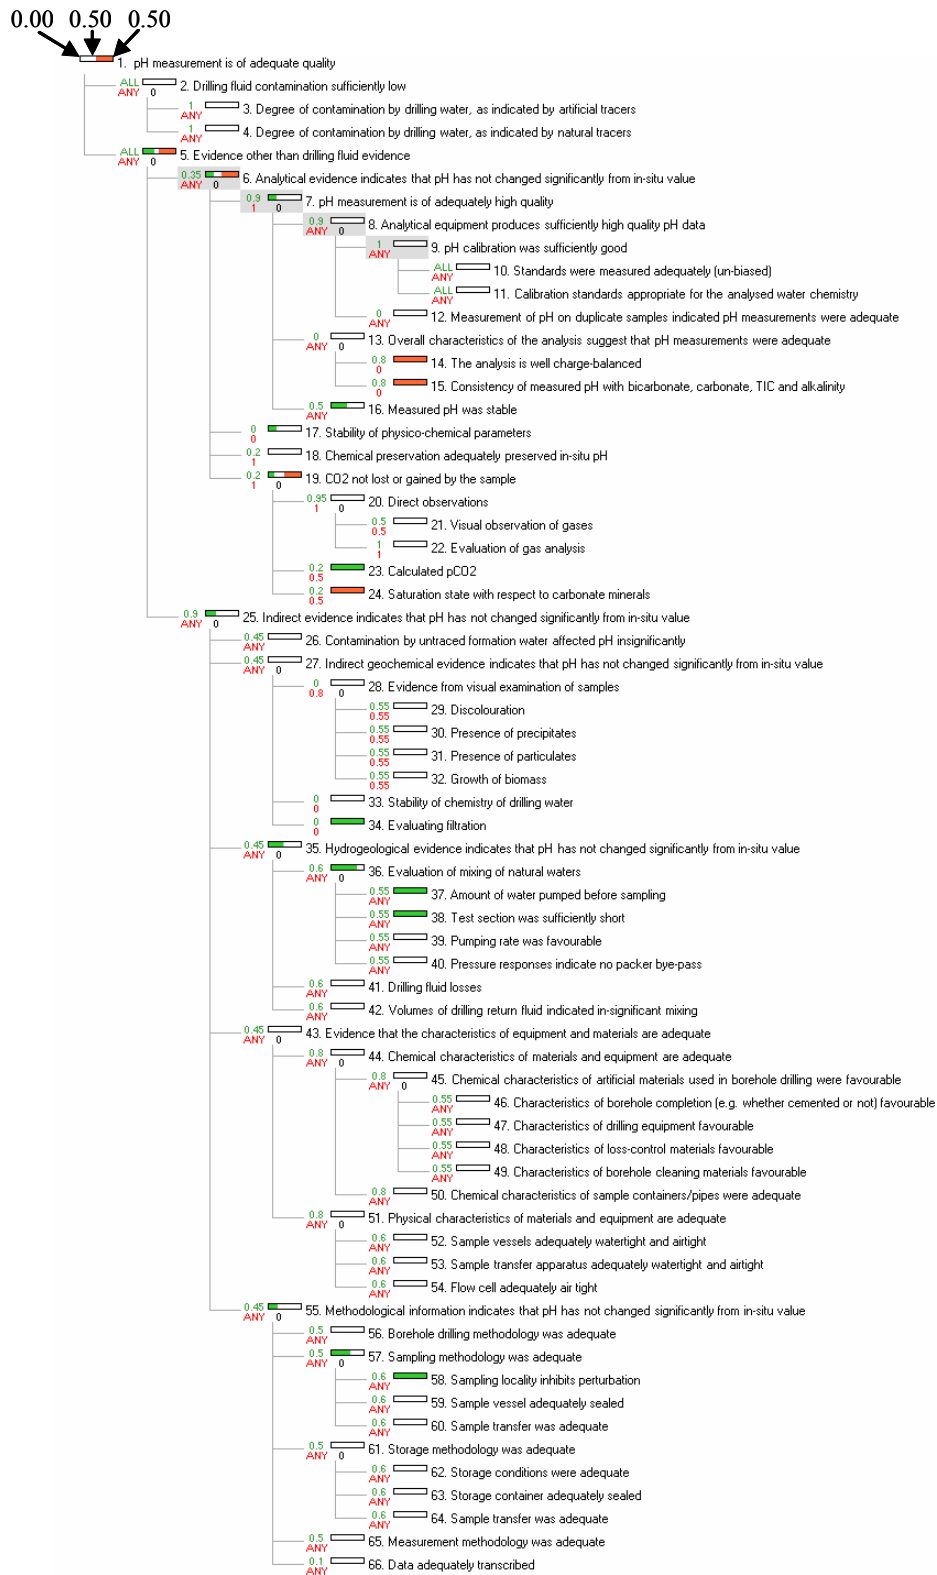 0.00 0.50 0.50
1. pH measurement is of adequate quality
ALL 2. Drilling fluid contamination sufficiently low
ANY 0
1 3. Degree of contamination by drilling water, as indicated by artificial tracers
ANY
1 4. Degree of contamination by drilling water, as indicated by natural tracers
ANY
ALL 5. Evidence other than drilling fluid evidence
ANY 0
0.35 6. Analytical evidence indicates that pH has not changed significantly from in-situ value
ANY 0
0.9 7. pH measurement is of adequately high quality
1 0
0.9 8. Analytical equipment produces sufficiently high quality pH data
ANY 0
1 9. pH calibration was sufficiently good
ANY
ALL 10. Standards were measured adequately (un-biased)
ANY
ALL 11. Calibration standards appropriate for the analysed water chemistry
ANY
0 12. Measurement of pH on duplicate samples indicated pH measurements were adequate
ANY
0 13. Overall characteristics of the analysis suggest that pH measurements were adequate
ANY 0
0.8 14. The analysis is well charge-balanced
0
0.8 15. Consistency of measured pH with bicarbonate, carbonate, TIC and alkalinity
0
0.5 16. Measured pH was stable
ANY
0 17. Stability of physico-chemical parameters
0
0.2 18. Chemical preservation adequately preserved in-situ pH
1
0.2 19. CO2 not lost or gained by the sample
1 0
0.95 20. Direct observations
1 0
0.5 21. Visual observation of gases
0.5
1 22. Evaluation of gas analysis
1
0.2 23. Calculated pCO2
0.5
0.2 24. Saturation state with respect to carbonate minerals
0.5
0.9 25. Indirect evidence indicates that pH has not changed significantly from in-situ value
ANY 0
0.45 26. Contamination by untraced formation water affected pH insignificantly
ANY
0.45 27. Indirect geochemical evidence indicates that pH has not changed significantly from in-situ value
ANY 0
0 28. Evidence from visual examination of samples
0.8 0
0.55 29. Discolouration
0.55
0.55 30. Presence of precipitates
0.55
0.55 31. Presence of particulates
0.55
0.55 32. Growth of biomass
0.55
0 33. Stability of chemistry of drilling water
0
0 34. Evaluating filtration
0
0.45 35. Hydrogeological evidence indicates that pH has not changed significantly from in-situ value
ANY 0
0.6 36. Evaluation of mixing of natural waters
ANY 0
0.55 37. Amount of water pumped before sampling
ANY
0.55 38. Test section was sufficiently short
ANY
0.55 39. Pumping rate was favourable
ANY
0.55 40. Pressure responses indicate no packer bye-pass
ANY
0.6 41. Drilling fluid losses
ANY
0.6 42. Volumes of drilling return fluid indicated in-significant mixing
ANY
0.45 43. Evidence that the characteristics of equipment and materials are adequate
ANY 0
0.8 44. Chemical characteristics of materials and equipment are adequate
ANY 0
0.8 45. Chemical characteristics of artificial materials used in borehole drilling were favourable
ANY 0
0.55 46. Characteristics of borehole completion (e.g. whether cemented or not) favourable
ANY
0.55 47. Characteristics of drilling equipment favourable
ANY
0.55 48. Characteristics of loss-control materials favourable
ANY
0.55 49. Characteristics of borehole cleaning materials favourable
ANY
0.8 50. Chemical characteristics of sample containers/pipes were adequate
ANY
0.8 51. Physical characteristics of materials and equipment are adequate
ANY 0
0.6 52. Sample vessels adequately watertight and airtight
ANY
0.6 53. Sample transfer apparatus adequately watertight and airtight
ANY
0.6 54. Flow cell adequately air tight
ANY
0.45 55. Methodological information indicates that pH has not changed significantly from in-situ value
ANY 0
0.5 56. Borehole drilling methodology was adequate
ANY
0.5 57. Sampling methodology was adequate
ANY 0
0.6 58. Sampling locality inhibits perturbation
ANY
0.6 59. Sample vessel adequately sealed
ANY
0.6 60. Sample transfer was adequate
ANY
0.5 61. Storage methodology was adequate
ANY 0
0.6 62. Storage conditions were adequate
ANY
0.6 63. Storage container adequately sealed
ANY
0.6 64. Sample transfer was adequate
ANY
0.5 65. Measurement methodology was adequate
ANY
0.1 66. Data adequately transcribed
ANY